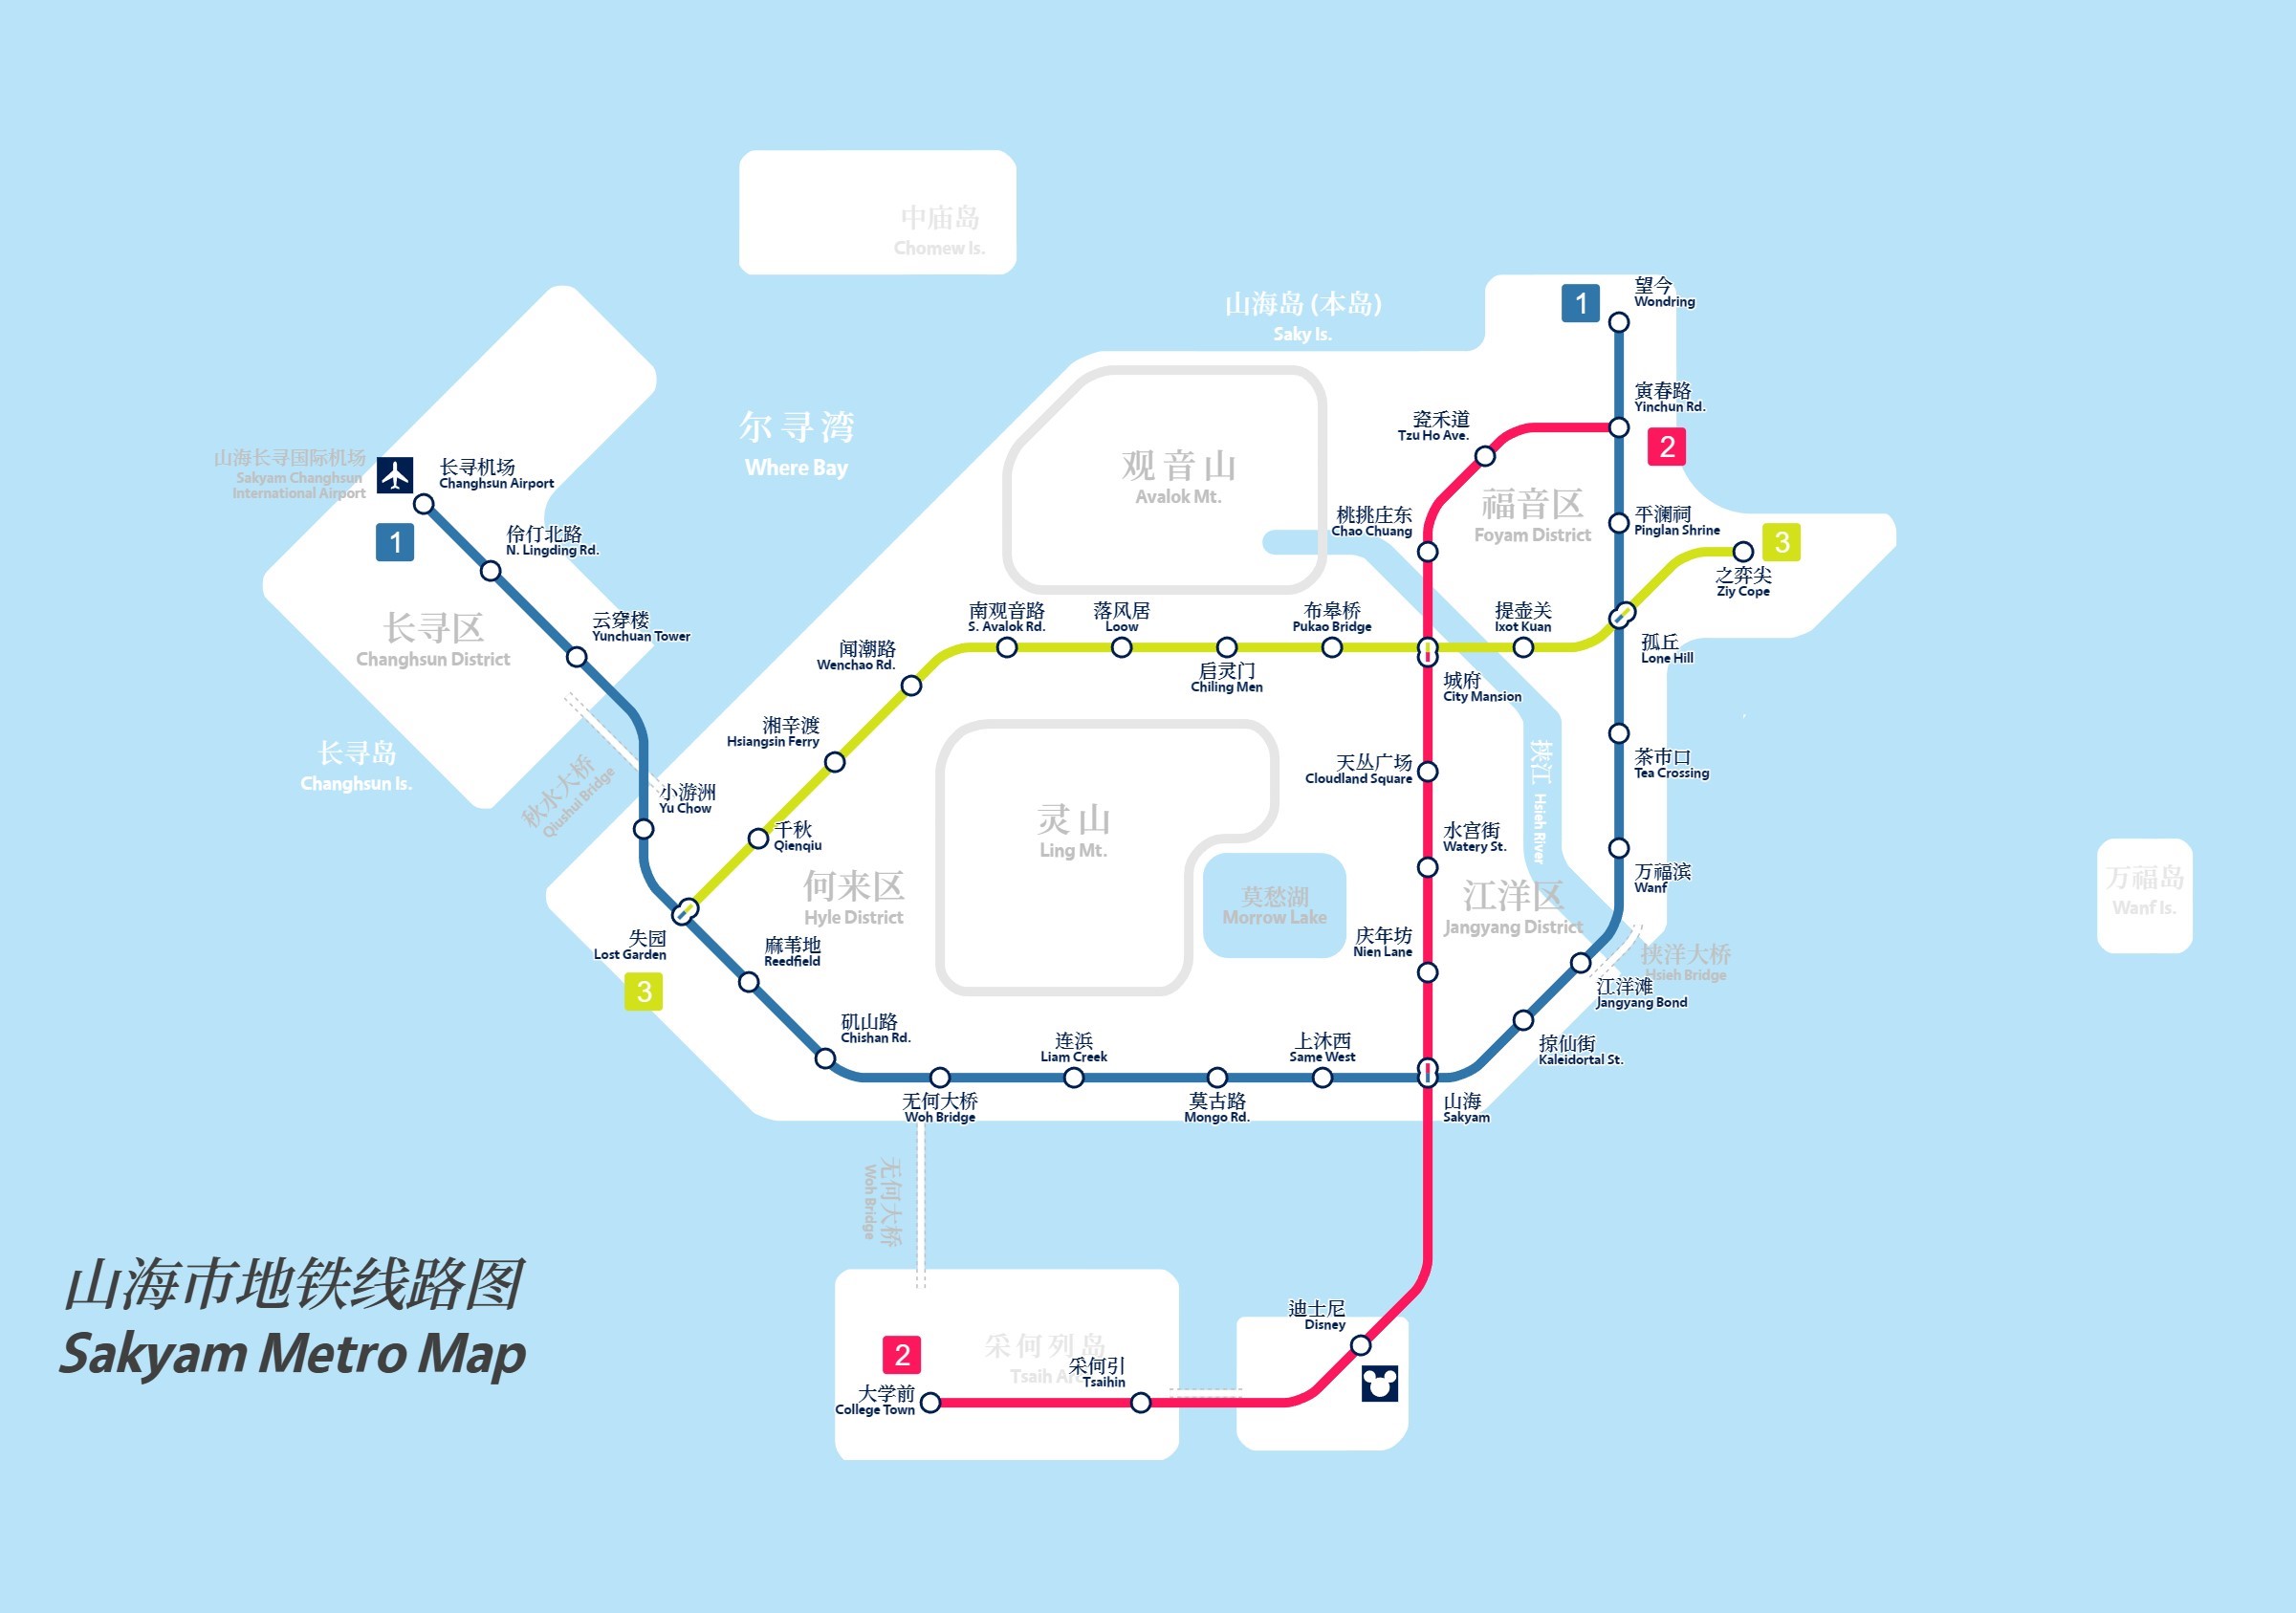 中庙岛
Chomew Is.
山海岛 (本岛)
Saky Is.
1
望今
Wondring
寅春路
Yinchun Rd.
2
瓷禾道
Tzu Ho Ave.
尔寻湾
Where Bay
观音山
Avalok Mt.
福音区
Foyam District
山海长寻国际机场
Sakyam Changhsun
International Airport
长寻机场
Changhsun Airport
1
伶仃北路
N. Lingding Rd.
桃挑庄东
Chao Chuang
平澜祠
Pinglan Shrine
3
之弈尖
Ziy Cope
云穿楼
Yunchuan Tower
长寻区
Changhsun District
闻潮路
Wenchao Rd.
南观音路
S. Avalok Rd.
落风居
Loow
启灵门
Chiling Men
布皋桥
Pukao Bridge
提壶关
Ixot Kuan
孤丘
Lone Hill
城府
City Mansion
湘辛渡
Hsiangsin Ferry
长寻岛
Changhsun Is.
秋水大桥
Qiushui Bridge
小游洲
Yu Chow
千秋
Qienqiu
灵山
Ling Mt.
天丛广场
Cloudland Square
挟江
Hsieh River
茶市口
Tea Crossing
水宫街
Watery St.
何来区
Hyle District
莫愁湖
Morrow Lake
江洋区
Jangyang District
万福滨
Wanf
万福岛
Wanf Is.
失园
Lost Garden
3
麻苇地
Reedfield
庆年坊
Nien Lane
挟洋大桥
Hsieh Bridge
江洋滩
Jangyang Bond
矶山路
Chishan Rd.
连浜
Liam Creek
上沐西
Same West
掠仙街
Kaleidortal St.
无何大桥
Woh Bridge
莫古路
Mongo Rd.
山海
Sakyam
无何大桥
Woh Bridge
迪士尼
Disney
2
采何列岛
Tsaih Arc
采何引
Tsaihin
大学前
College Town
山海市地铁线路图
Sakyam Metro Map